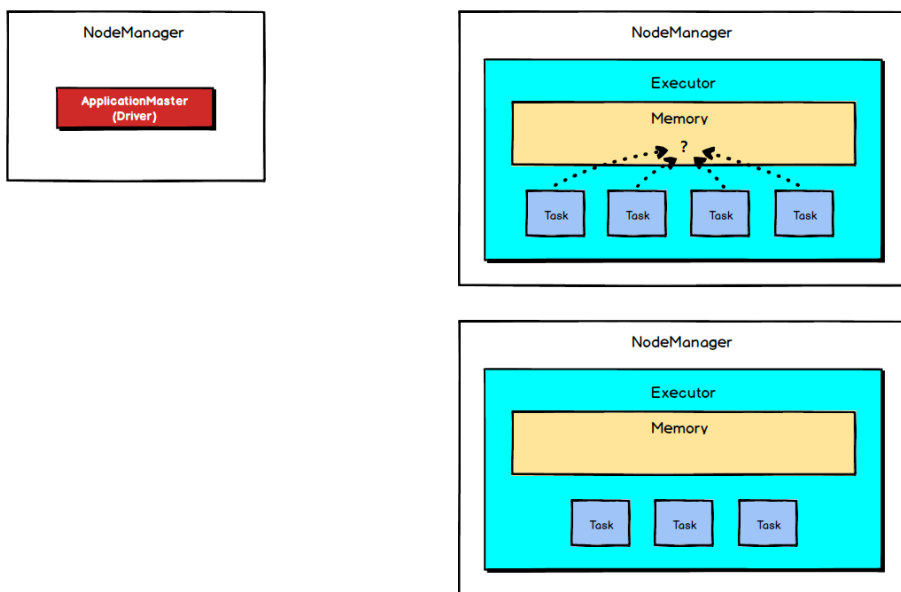 NodeManager
ApplicationMaster
(Driver)
NodeManager
Executor
Memory
?
Task
Task
Task
Task
NodeManager
Executor
Memory
Task
Task
Task